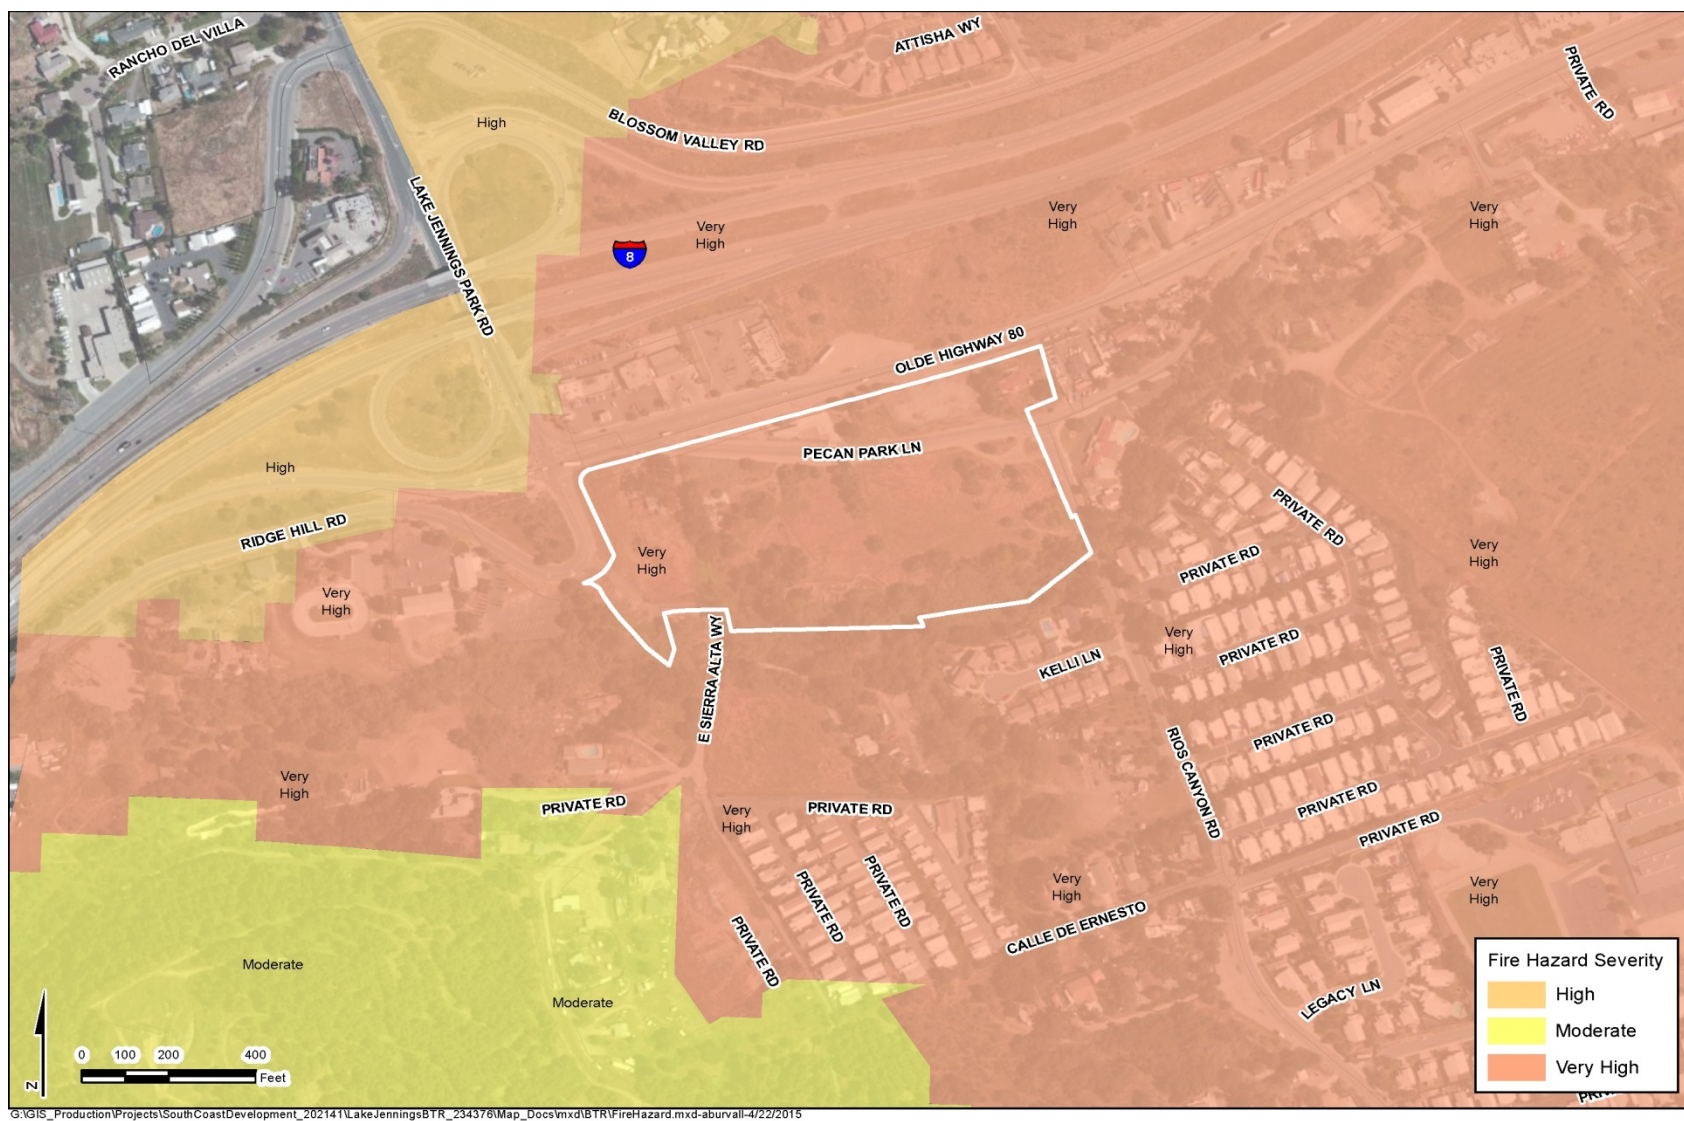 RANCHO DEL VILLA
ATTISHA WY
PRIVATE RD
High
BLOSSOM VALLEY RD
LAKE JENNINGS PARK RD
Very
High
Very
High
Very
High
8
OLDE HIGHWAY 80
PECAN PARK LN
High
RIDGE HILL RD
PRIVATE RD
Very
High
Very
High
Very
High
PRIVATE RD
E SIERRA ALTA WY
KELLI LN
Very
High
PRIVATE RD
PRIVATE RD
PRIVATE RD
RIOS CANYON RD
Very
High
PRIVATE RD
Very
High
PRIVATE RD
PRIVATE RD
PRIVATE RD
PRIVATE RD
PRIVATE RD
PRIVATE RD
Very
High
Very
High
CALLE DE ERNESTO
Moderate
Moderate
LEGACY LN
Fire Hazard Severity
High
Moderate
Very High
Z
0 100 200 400
Feet
G:\GIS_Production\Projects\SouthCoastDevelopment_202141\LakeJenningsBTR_234376\Map_Docs\mxd\BTR\FireHazard.mxd-aburvall-4/22/2015